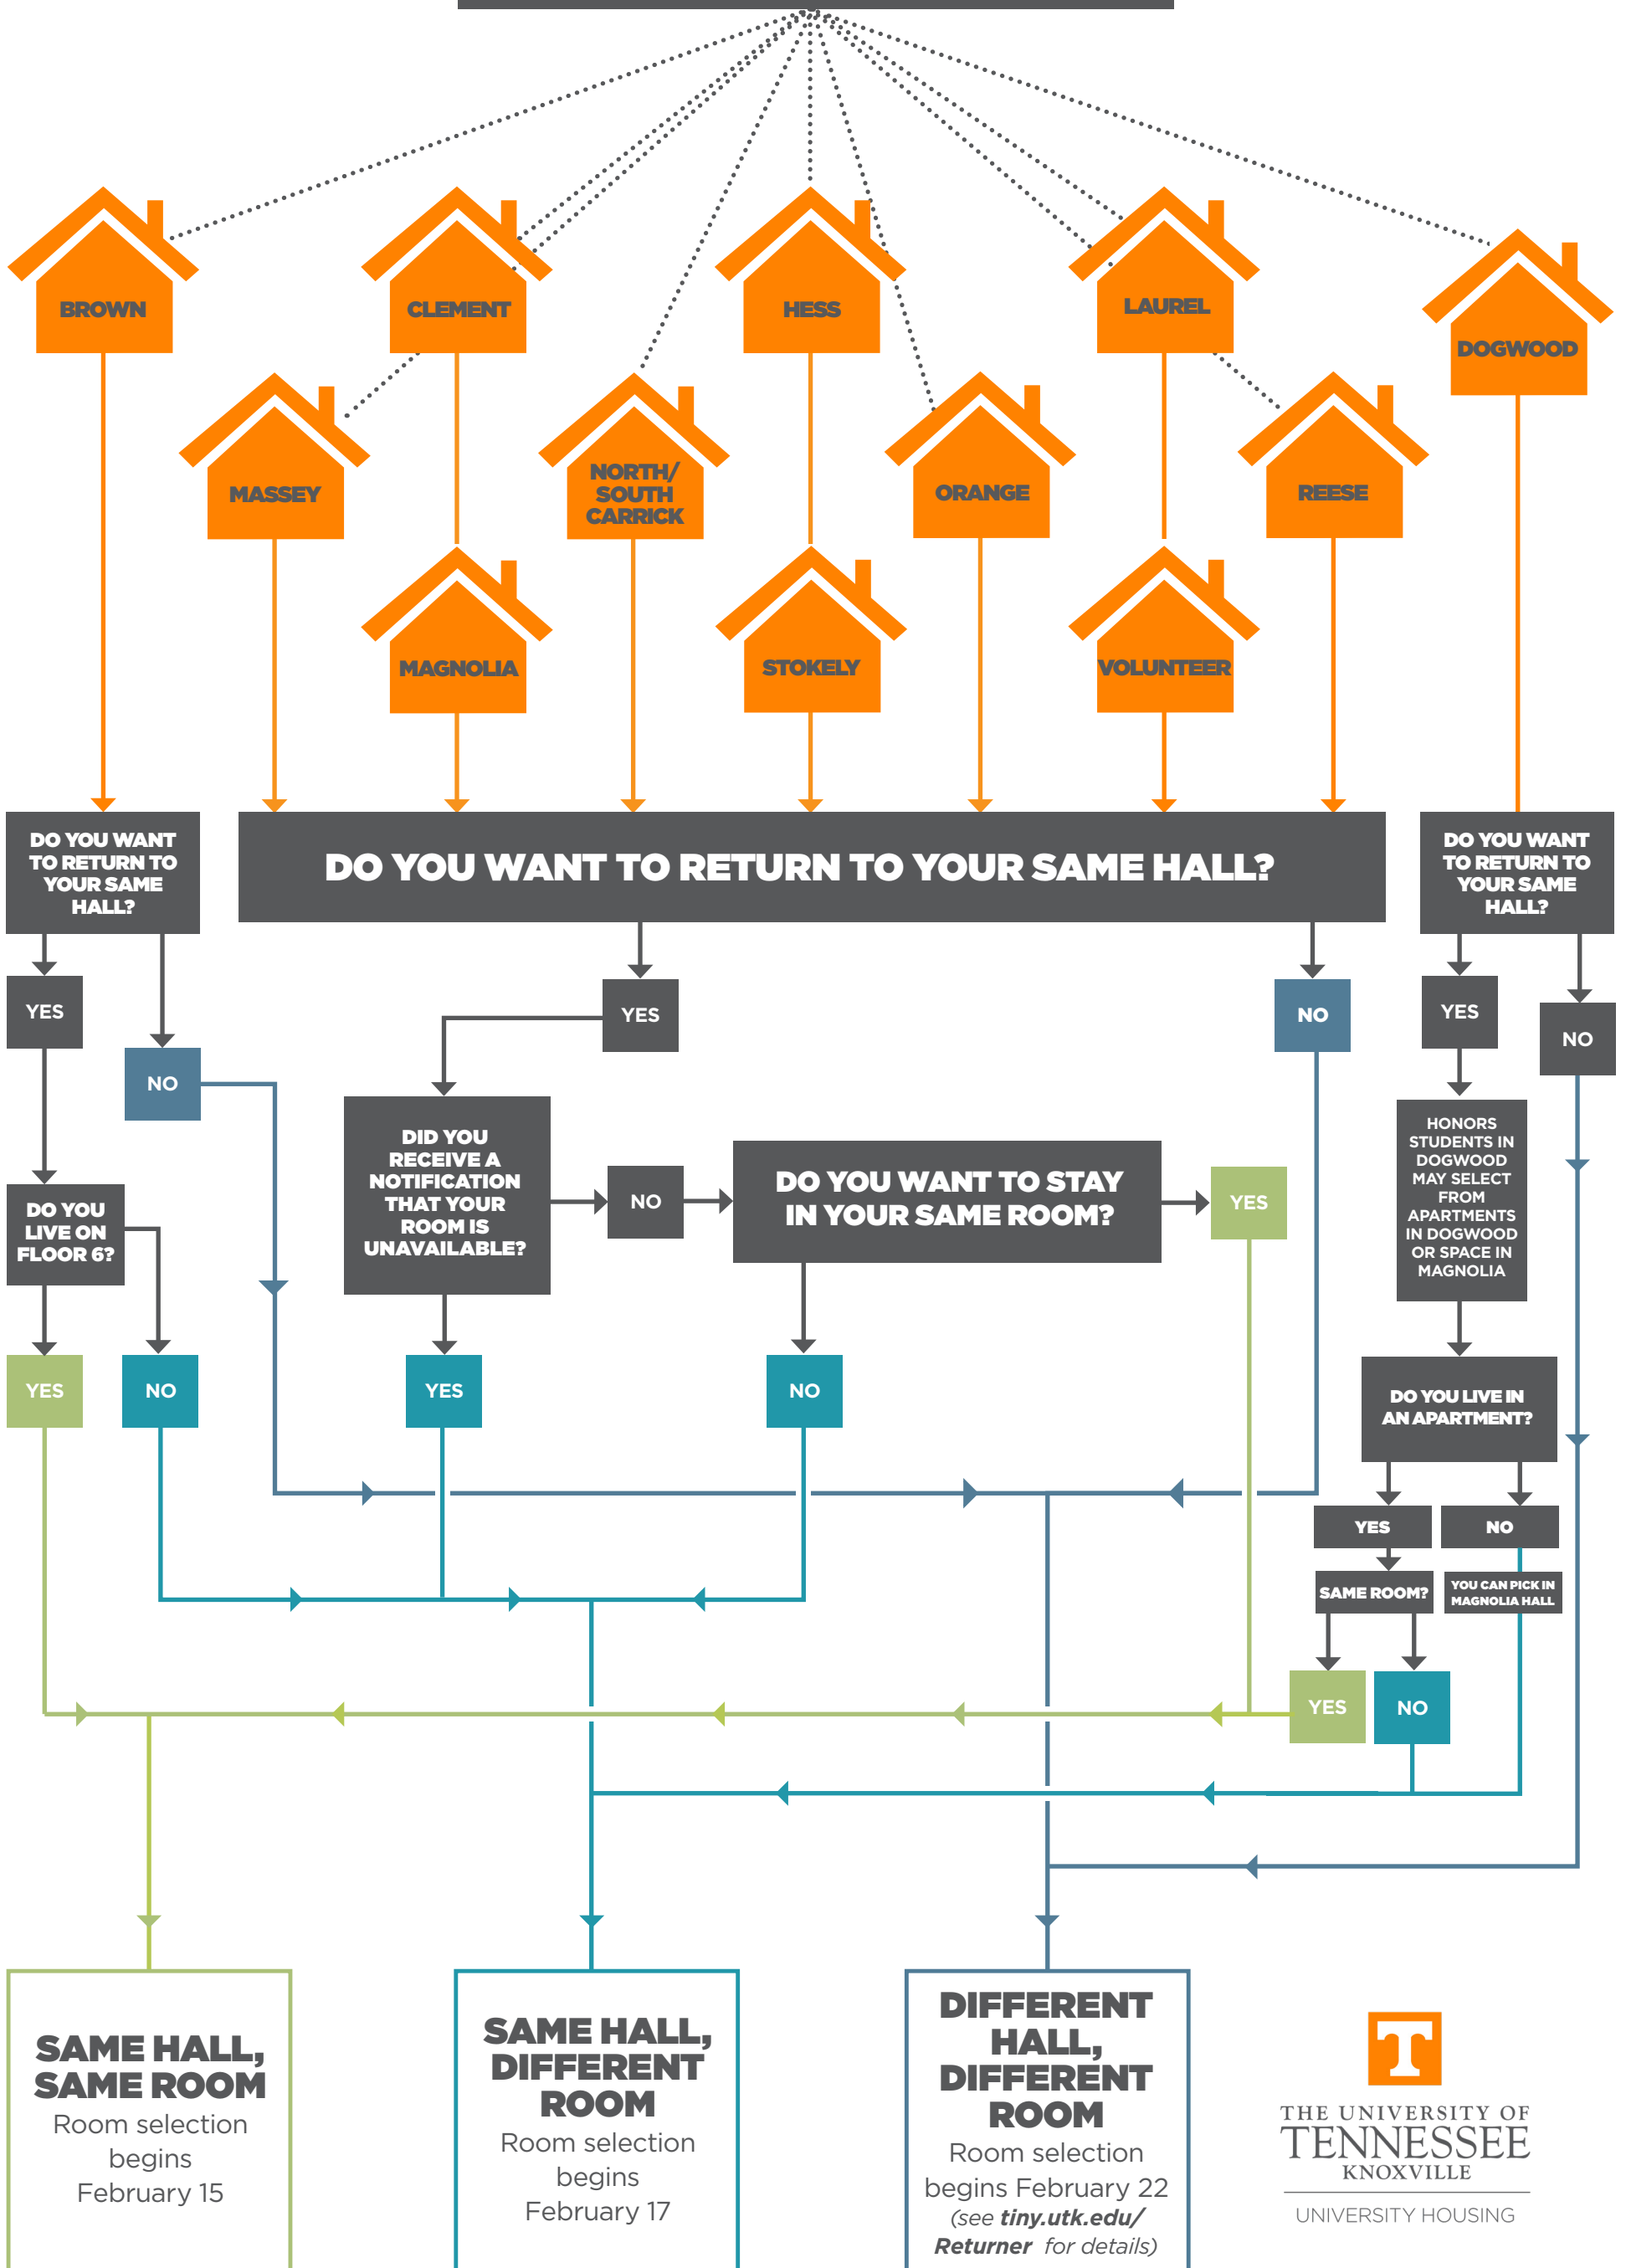 BROWN
CLEMENT
HESS
LAUREL
DOGWOOD
MASSEY
NORTH/
SOUTH
CARRICK
ORANGE
REESE
MAGNOLIA
STOKELY
VOLUNTEER
DO YOU WANT
TO RETURN TO
YOUR SAME
HALL?
DO YOU WANT TO RETURN TO YOUR SAME HALL?
DO YOU WANT
TO RETURN TO
YOUR SAME
HALL?
YES
NO
YES
NO
YES
NO
DO YOU
LIVE ON
FLOOR 6?
DID YOU
RECEIVE A
NOTIFICATION
THAT YOUR
ROOM IS
UNAVAILABLE?
NO
DO YOU WANT TO STAY
IN YOUR SAME ROOM?
YES
HONORS
STUDENTS IN
DOGWOOD
MAY SELECT
FROM
APARTMENTS
IN DOGWOOD
OR SPACE IN
MAGNOLIA
YES
NO
YES
NO
DO YOU LIVE IN
AN APARTMENT?
YES
NO
SAME ROOM?
YOU CAN PICK IN
MAGNOLIA HALL
YES
NO
SAME HALL,
SAME ROOM
Room selection
begins
February 15
SAME HALL,
DIFFERENT
ROOM
Room selection
begins
February 17
DIFFERENT
HALL,
DIFFERENT
ROOM
Room selection
begins February 22
(see tiny.utk.edu/
Returner for details)
T
THE UNIVERSITY OF
TENNESSEE
KNOXVILLE
UNIVERSITY HOUSING